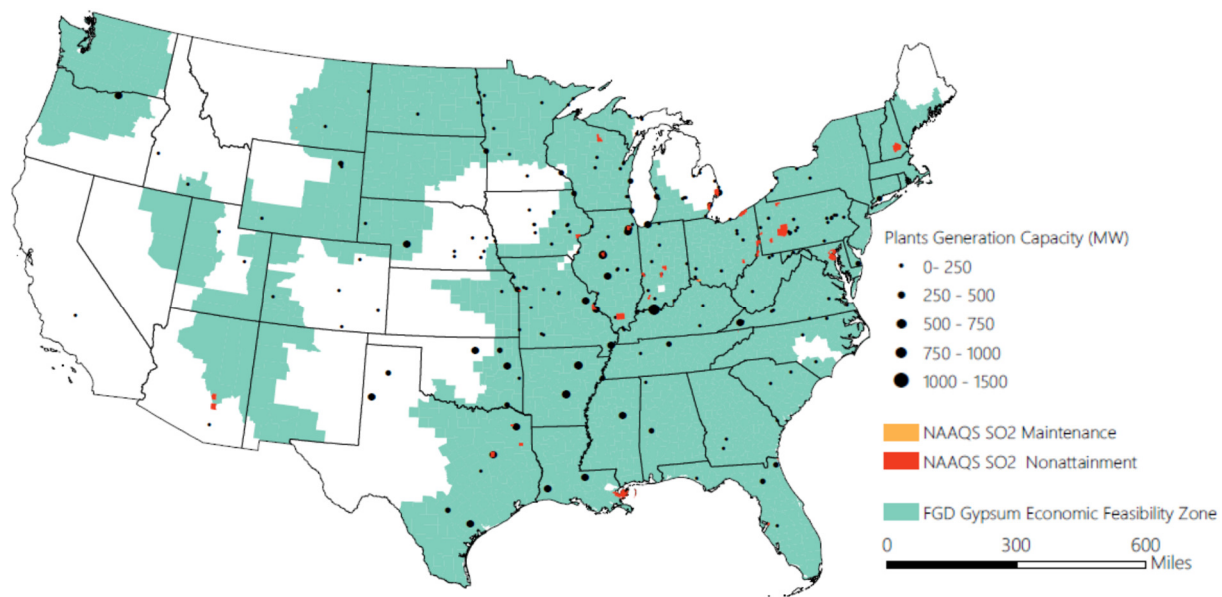 Plants Generation Capacity (MW)
0- 250
250 - 500
500 - 750
750 - 1000
1000 - 1500
NAAQS SO2 Maintenance
NAAQS SO2 Nonattainment
FGD Gypsum Economic Feasibility Zone
0 300 600
Miles